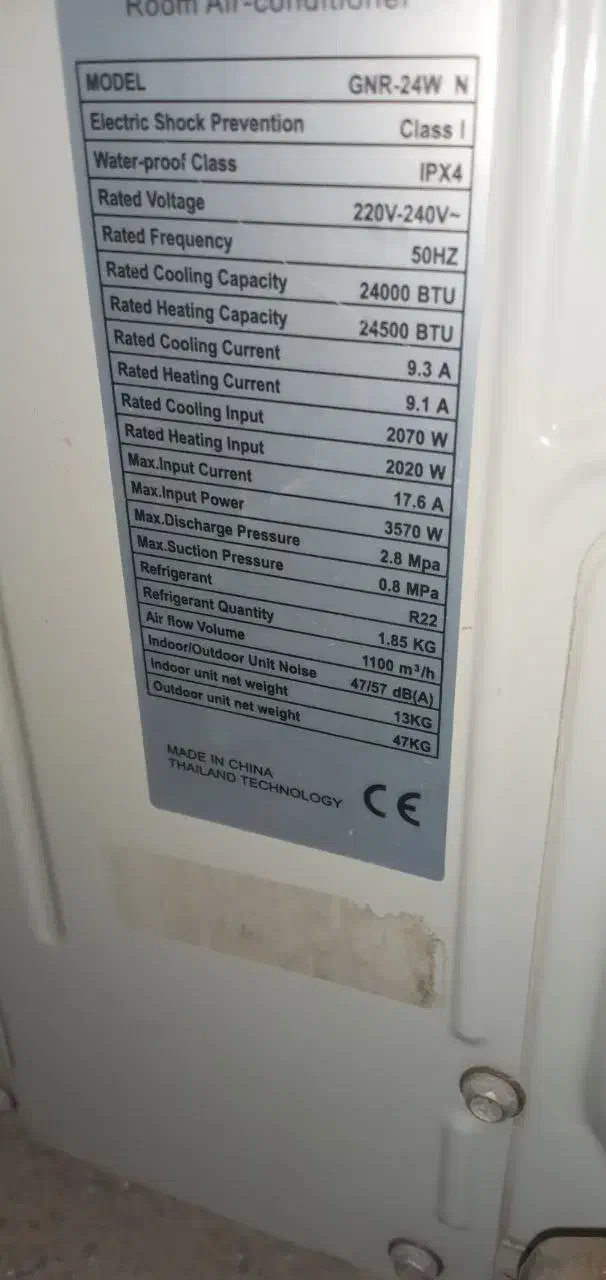 Room Air-conditioner
MODEL GNR-24W N
Electric Shock Prevention Class I
Water-proof Class IPX4
Rated Voltage 220V-240V~
Rated Frequency 50HZ
Rated Cooling Capacity 24000 BTU
Rated Heating Capacity 24500 BTU
Rated Cooling Current 9.3 A
Rated Heating Current 9.1 A
Rated Cooling Input 2070 W
Rated Heating Input 2020 W
Max.Input Current 17.6 A
Max.Input Power 3570 W
Max.Discharge Pressure 2.8 Mpa
Max.Suction Pressure 0.8 MPa
Refrigerant R22
Refrigerant Quantity 1.85 KG
Air flow Volume 1100 m³/h
Indoor/Outdoor Unit Noise 47/57 dB(A)
Indoor unit net weight 13KG
Outdoor unit net weight 47KG
MADE IN CHINA
THAILAND TECHNOLOGY CE